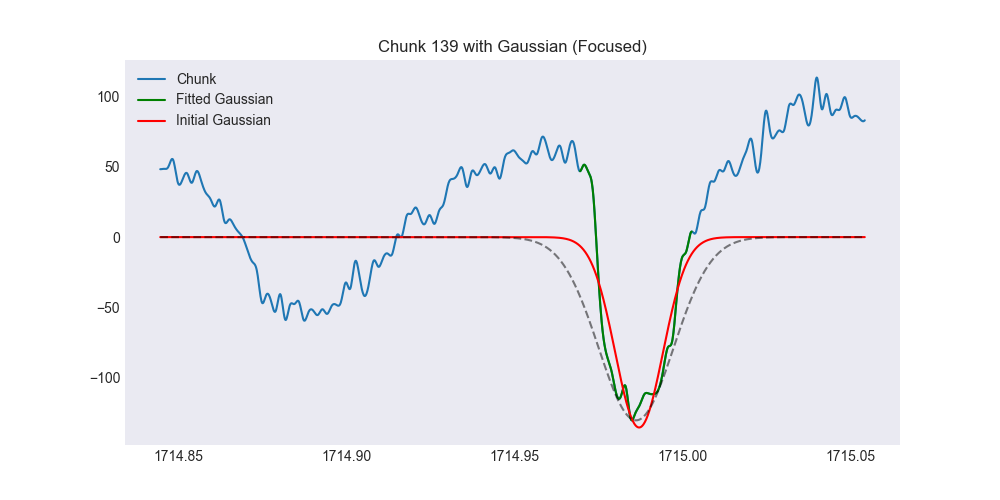 Chunk 139 with Gaussian (Focused)
Chunk
Fitted Gaussian
Initial Gaussian
100
50
0
−50
−100
1714.85 1714.90 1714.95 1715.00 1715.05